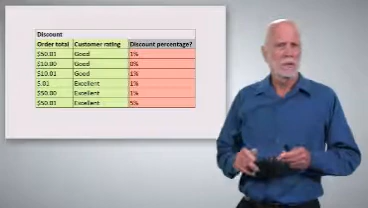 Discount
Order total Customer rating Discount percentage?
$50.01 Good 1%
$10.00 Good 0%
$10.01 Good 1%
$.01 Excellent 1%
$50.00 Excellent 1%
$50.01 Excellent 5%